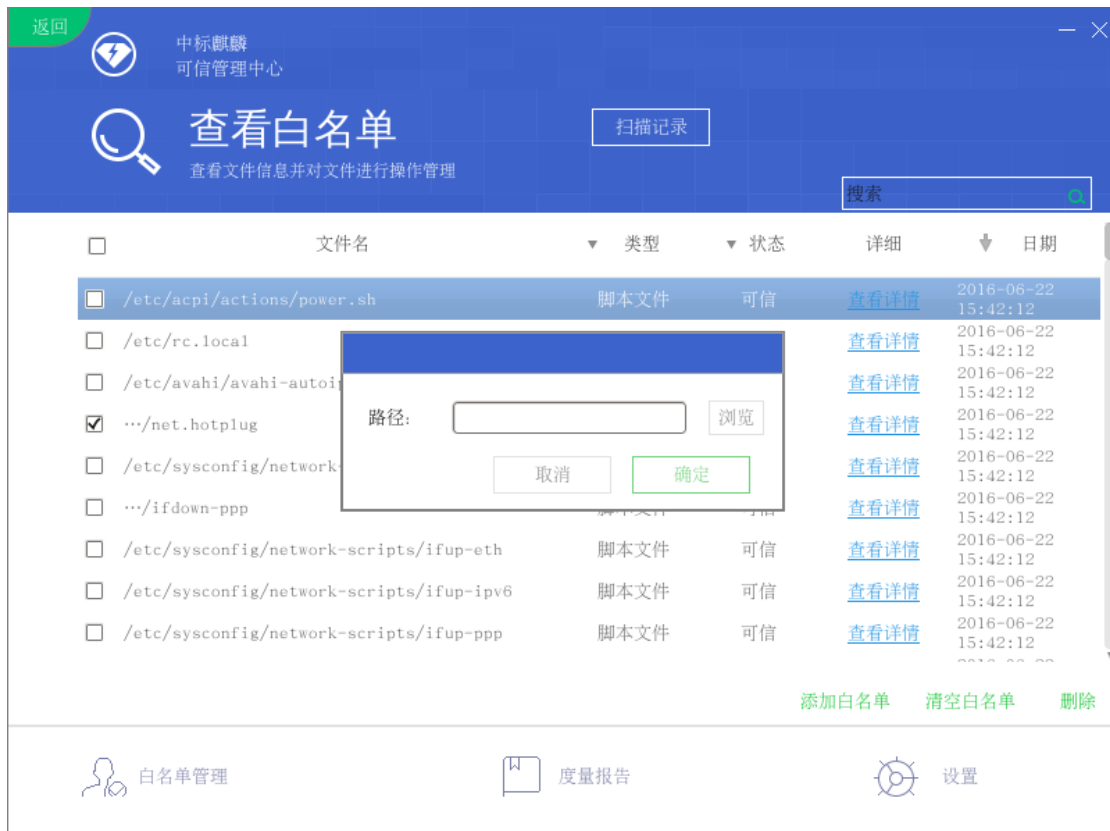 返回
中标麒麟
可信管理中心
查看白名单
查看文件信息并对文件进行操作管理
扫描记录
搜索
文件名 类型 状态 详细 日期
/etc/acpi/actions/power.sh 脚本文件 可信 查看详情 2016-06-22 15:42:12
/etc/rc.local 查看详情 2016-06-22 15:42:12
/etc/avahi/avahi-autoi 查看详情 2016-06-22 15:42:12
…/net.hotplug 查看详情 2016-06-22 15:42:12
/etc/sysconfig/network- 查看详情 2016-06-22 15:42:12
…/ifdown-ppp 查看详情 2016-06-22 15:42:12
/etc/sysconfig/network-scripts/ifup-eth 脚本文件 可信 查看详情 2016-06-22 15:42:12
/etc/sysconfig/network-scripts/ifup-ipv6 脚本文件 可信 查看详情 2016-06-22 15:42:12
/etc/sysconfig/network-scripts/ifup-ppp 脚本文件 可信 查看详情 2016-06-22 15:42:12
路径: 浏览
取消 确定
添加白名单 清空白名单 删除
白名单管理 度量报告 设置